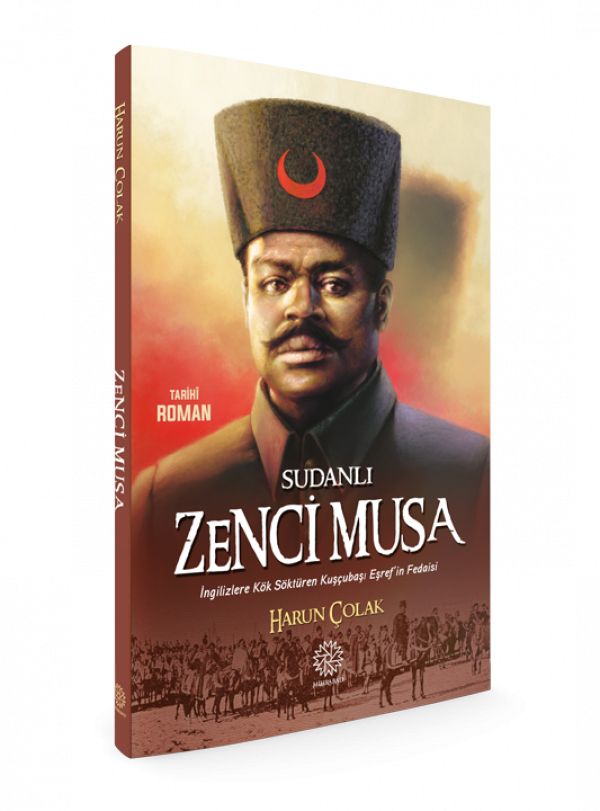 HARUN ÇOLAK
ZENCİ MUSA
TARİHÎ
ROMAN
SUDANLI
ZENCİ MUSA
İngilizlere Kök Söktüren Kuşçubaşı Eşref'in Fedaisi
HARUN ÇOLAK